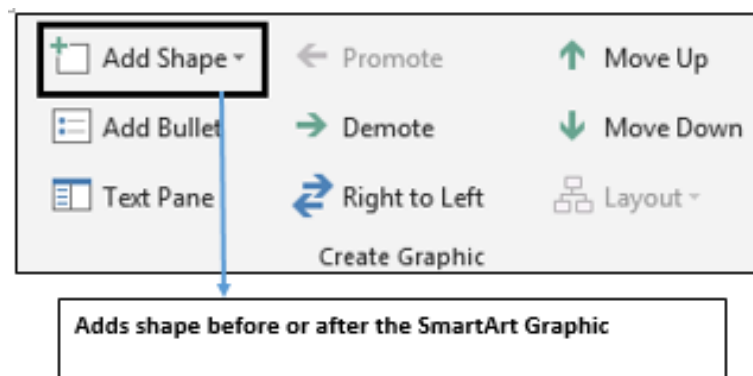 Add Shape Promote Move Up
Add Bullet Demote Move Down
Text Pane Right to Left Layout
Create Graphic
Adds shape before or after the SmartArt Graphic